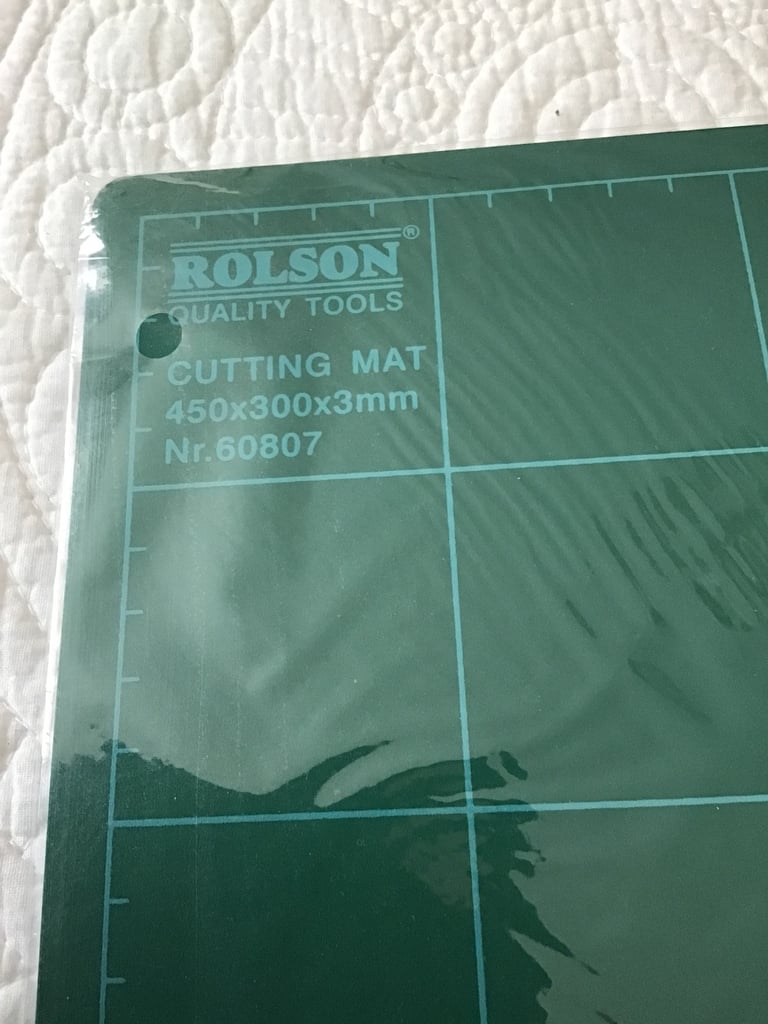 ROLSON®
QUALITY TOOLS
CUTTING MAT
450x300x3mm
Nr.60807